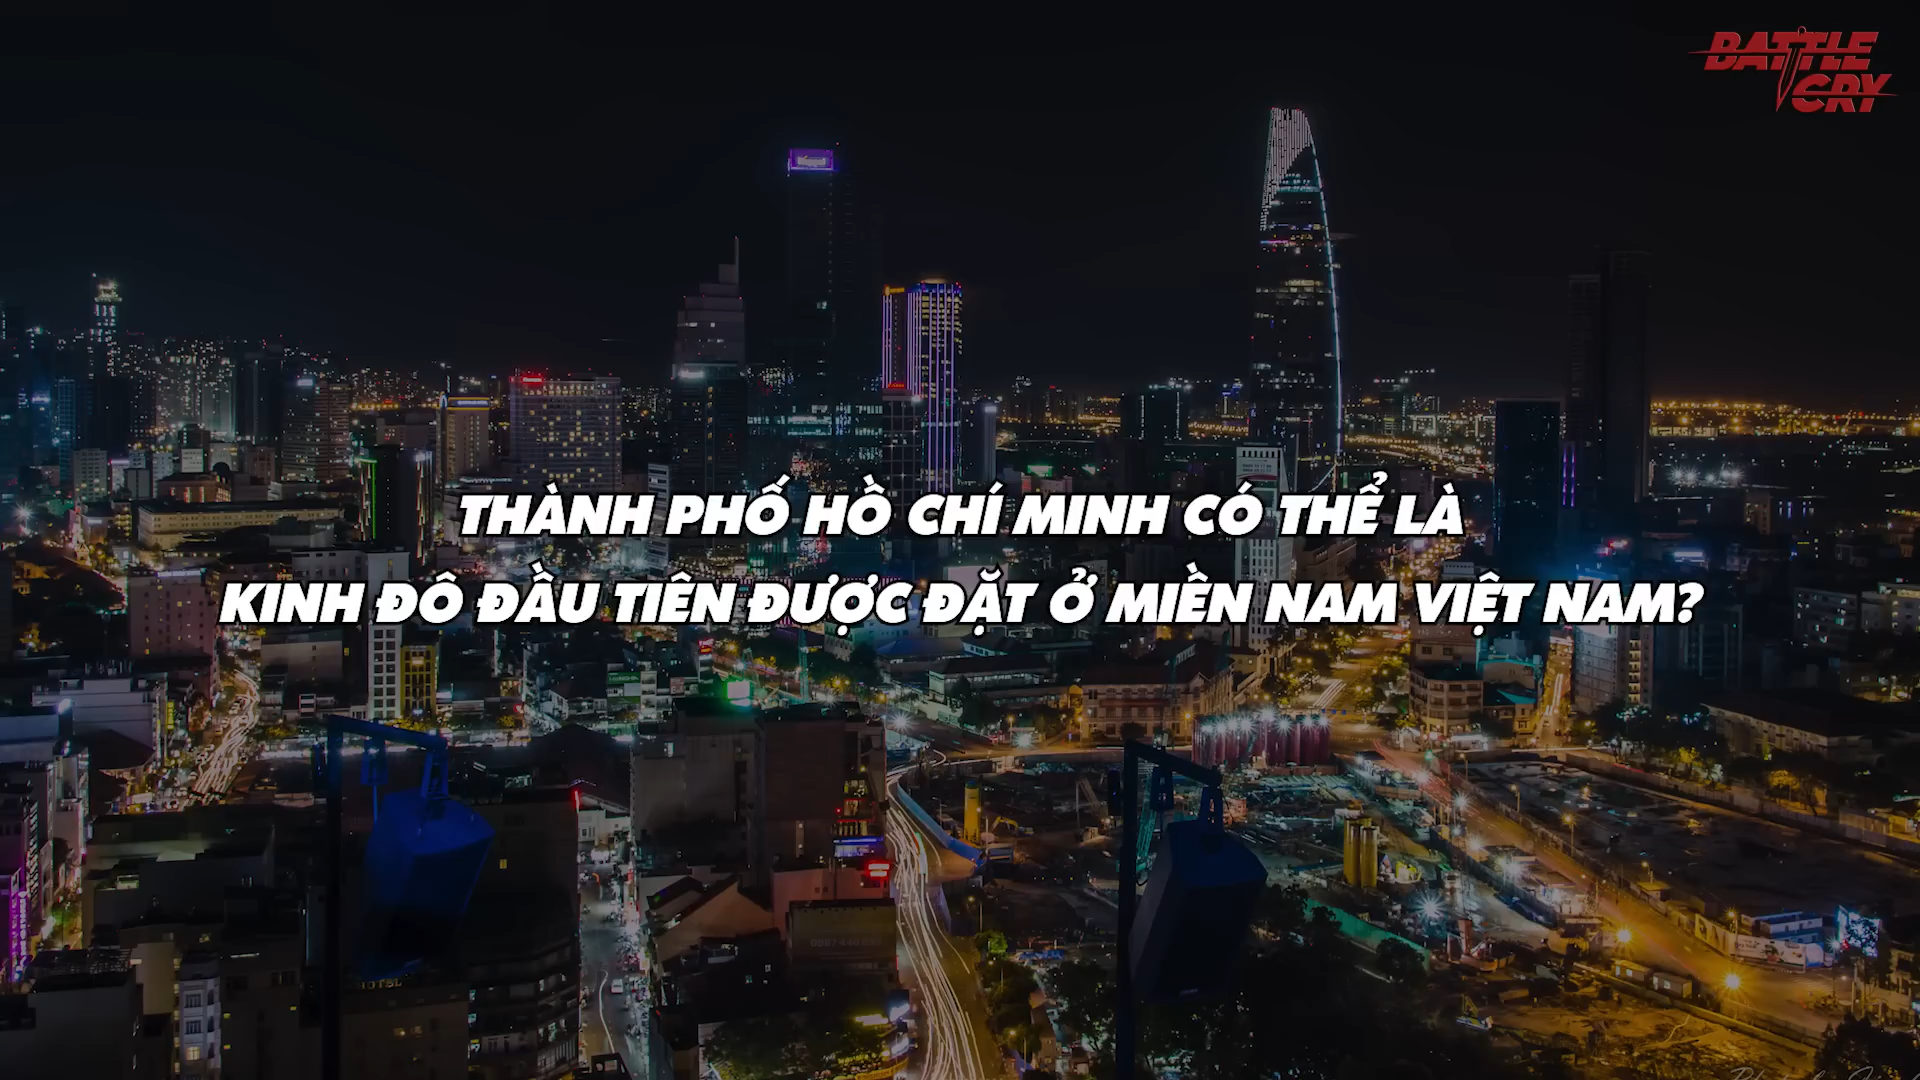 BATTLE
CRY
THÀNH PHỐ HỒ CHÍ MINH CÓ THỂ LÀ
KINH ĐÔ ĐẦU TIÊN ĐƯỢC ĐẶT Ở MIỀN NAM VIỆT NAM?